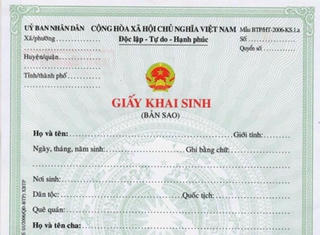 ỦY BAN NHÂN DÂN CỘNG HÒA XÃ HỘI CHỦ NGHĨA VIỆT NAM Mẫu BTP/HT-2006-KS.1.a
Xã/phường: Độc lập - Tự do - Hạnh phúc Số
Huyện/quận: Quyển số:
Tỉnh/thành phố:
GIẤY KHAI SINH
(BẢN SAO)
Họ và tên: Giới tính:
Ngày, tháng, năm sinh: Ghi bằng chữ:
Nơi sinh:
Dân tộc: Quốc tịch:
Quê quán:
Họ và tên cha: